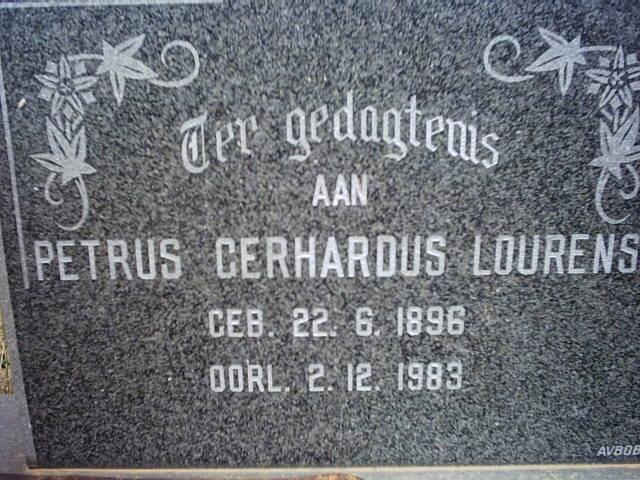 Ter gedagtenis
AAN
PETRUS GERHARDUS LOURENS
GEB. 22. 6. 1896
OORL. 2. 12. 1983
AVBOB